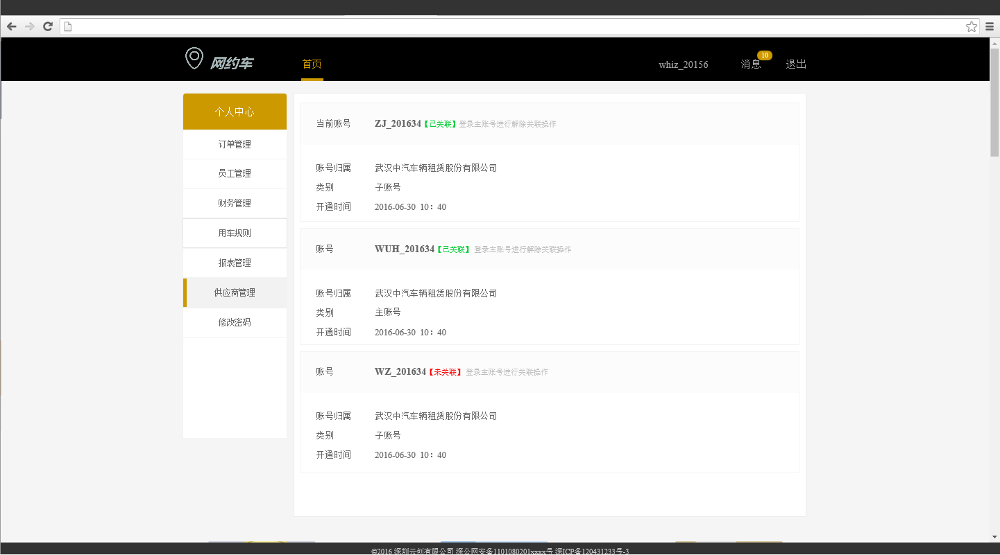 网约车 首页 whiz_20156 消息 10 退出
个人中心
订单管理
员工管理
财务管理
用车规则
报表管理
供应商管理
修改密码
当前账号 ZJ_201634【已关联】登录主账号进行解除关联操作
账号归属 武汉中汽车辆租赁股份有限公司
类别 子账号
开通时间 2016-06-30 10：40
账号 WUH_201634【已关联】 登录主账号进行解除关联操作
账号归属 武汉中汽车辆租赁股份有限公司
类别 主账号
开通时间 2016-06-30 10：40
账号 WZ_201634【未关联】 登录主账号进行关联操作
账号归属 武汉中汽车辆租赁股份有限公司
类别 子账号
开通时间 2016-06-30 10：40
©2016 深圳云创有限公司 深公网安备1101080201xxxx号 深ICP备120431233号-3